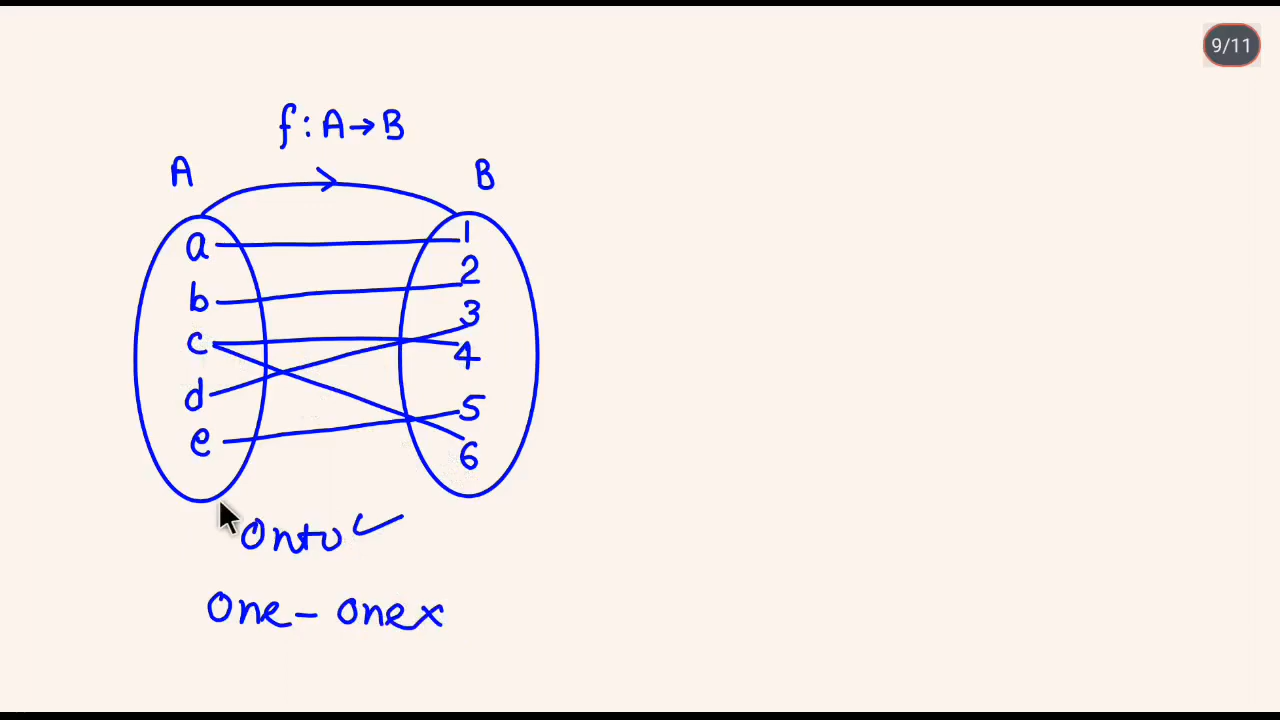 9/11
f : A → B
A B
a 1
b 2
c 3
d 4
e 5
6
Onto ✓
One - One x